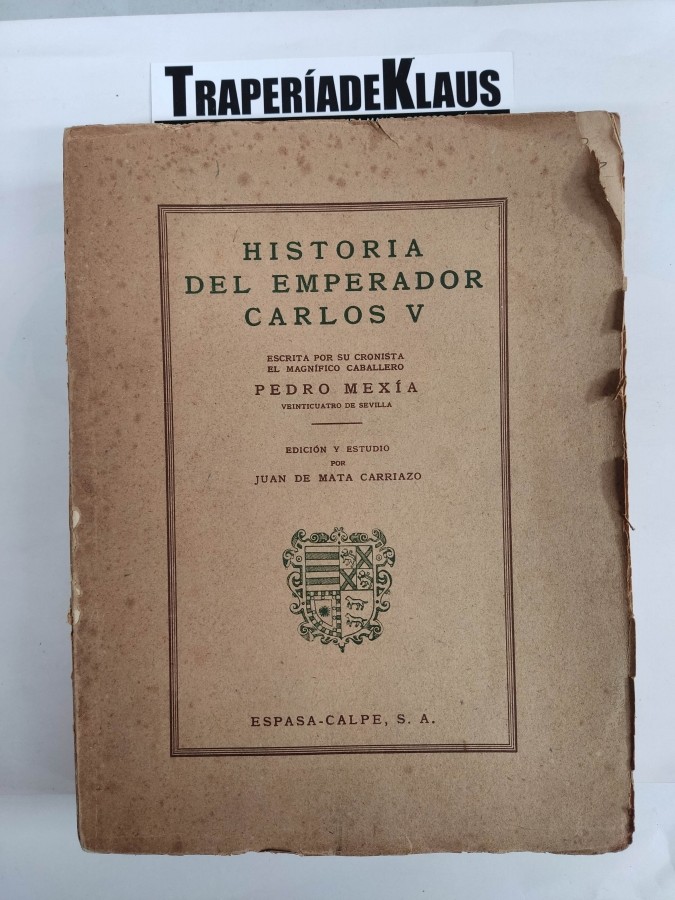 TRAPERÍADEKLAUS
HISTORIA
DEL EMPERADOR
CARLOS V
ESCRITA POR SU CRONISTA
EL MAGNÍFICO CABALLERO
PEDRO MEXÍA
VEINTICUATRO DE SEVILLA
EDICIÓN Y ESTUDIO
POR
JUAN DE MATA CARRIAZO
ESPASA-CALPE, S. A.